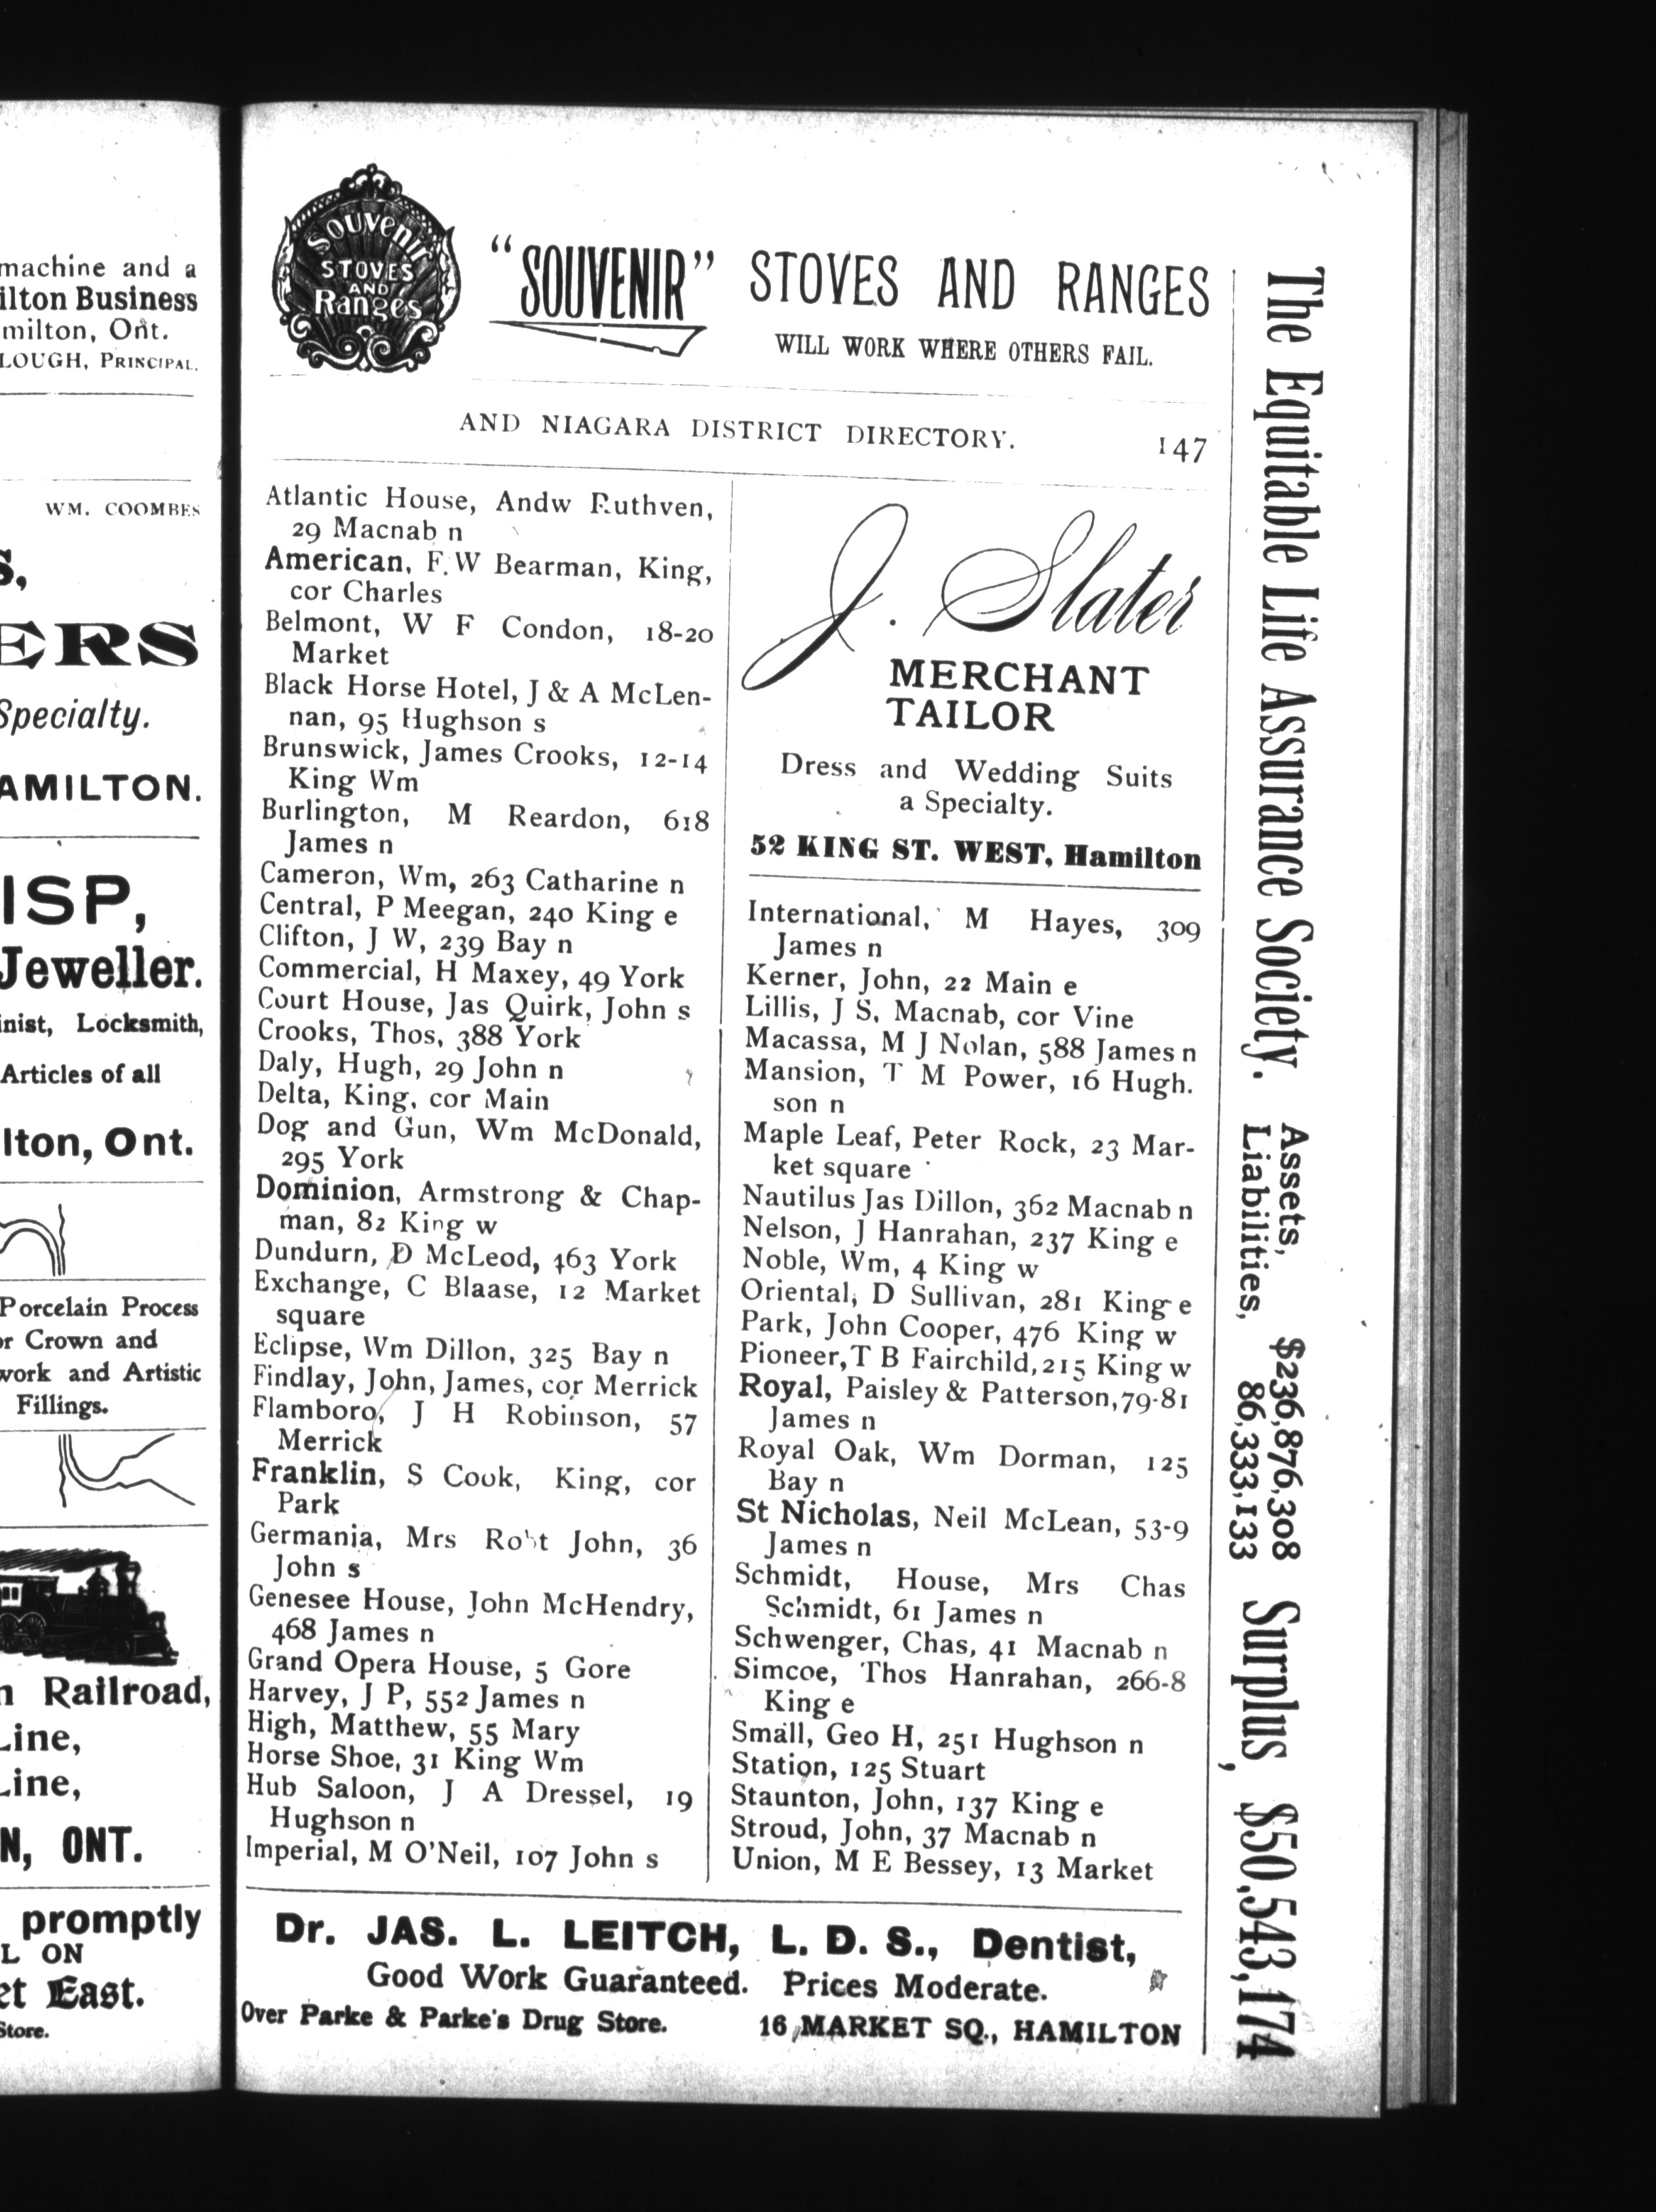 machine and a
ilton Business
milton, Ont.
LOUGH, PRINCIPAL.
WM. COOMBES
S,
ERS
Specialty.
AMILTON.
ISP,
Jeweller.
inist, Locksmith,
Articles of all
lton, Ont.
Porcelain Process
or Crown and
work and Artistic
Fillings.
n Railroad,
Line,
Line,
N, ONT.
promptly
L ON
et East.
Store.
Souvenir
STOVES
AND
Ranges
"SOUVENIR" STOVES AND RANGES
WILL WORK WHERE OTHERS FAIL.
AND NIAGARA DISTRICT DIRECTORY. 147
Atlantic House, Andw Ruthven,
29 Macnab n
American, F. W Bearman, King,
cor Charles
Belmont, W F Condon, 18-20
Market
Black Horse Hotel, J & A McLen-
nan, 95 Hughson s
Brunswick, James Crooks, 12-14
King Wm
Burlington, M Reardon, 618
James n
Cameron, Wm, 263 Catharine n
Central, P Meegan, 240 King e
Clifton, J W, 239 Bay n
Commercial, H Maxey, 49 York
Court House, Jas Quirk, John s
Crooks, Thos, 388 York
Daly, Hugh, 29 John n
Delta, King, cor Main
Dog and Gun, Wm McDonald,
295 York
Dominion, Armstrong & Chap-
man, 82 King w
Dundurn, D McLeod, 463 York
Exchange, C Blaase, 12 Market
square
Eclipse, Wm Dillon, 325 Bay n
Findlay, John, James, cor Merrick
Flamboro, J H Robinson, 57
Merrick
Franklin, S Cook, King, cor
Park
Germania, Mrs Robt John, 36
John s
Genesee House, John McHendry,
468 James n
Grand Opera House, 5 Gore
Harvey, J P, 552 James n
High, Matthew, 55 Mary
Horse Shoe, 31 King Wm
Hub Saloon, J A Dressel, 19
Hughson n
Imperial, M O'Neil, 107 John s
J. Slater
MERCHANT
TAILOR
Dress and Wedding Suits
a Specialty.
52 KING ST. WEST, Hamilton
International, M Hayes, 309
James n
Kerner, John, 22 Main e
Lillis, J S, Macnab, cor Vine
Macassa, M J Nolan, 588 James n
Mansion, T M Power, 16 Hugh.
son n
Maple Leaf, Peter Rock, 23 Mar-
ket square
Nautilus Jas Dillon, 362 Macnab n
Nelson, J Hanrahan, 237 King e
Noble, Wm, 4 King w
Oriental, D Sullivan, 281 King e
Park, John Cooper, 476 King w
Pioneer, T B Fairchild, 215 King w
Royal, Paisley & Patterson, 79-81
James n
Royal Oak, Wm Dorman, 125
Bay n
St Nicholas, Neil McLean, 53-9
James n
Schmidt, House, Mrs Chas
Schmidt, 61 James n
Schwenger, Chas, 41 Macnab n
Simcoe, Thos Hanrahan, 266-8
King e
Small, Geo H, 251 Hughson n
Station, 125 Stuart
Staunton, John, 137 King e
Stroud, John, 37 Macnab n
Union, M E Bessey, 13 Market
Dr. JAS. L. LEITCH, L. D. S., Dentist,
Good Work Guaranteed. Prices Moderate.
Over Parke & Parke's Drug Store. 16 MARKET SQ., HAMILTON
The Equitable Life Assurance Society. Assets, $236,876,308
Liabilities, 86,333,133 Surplus, $50,543,174